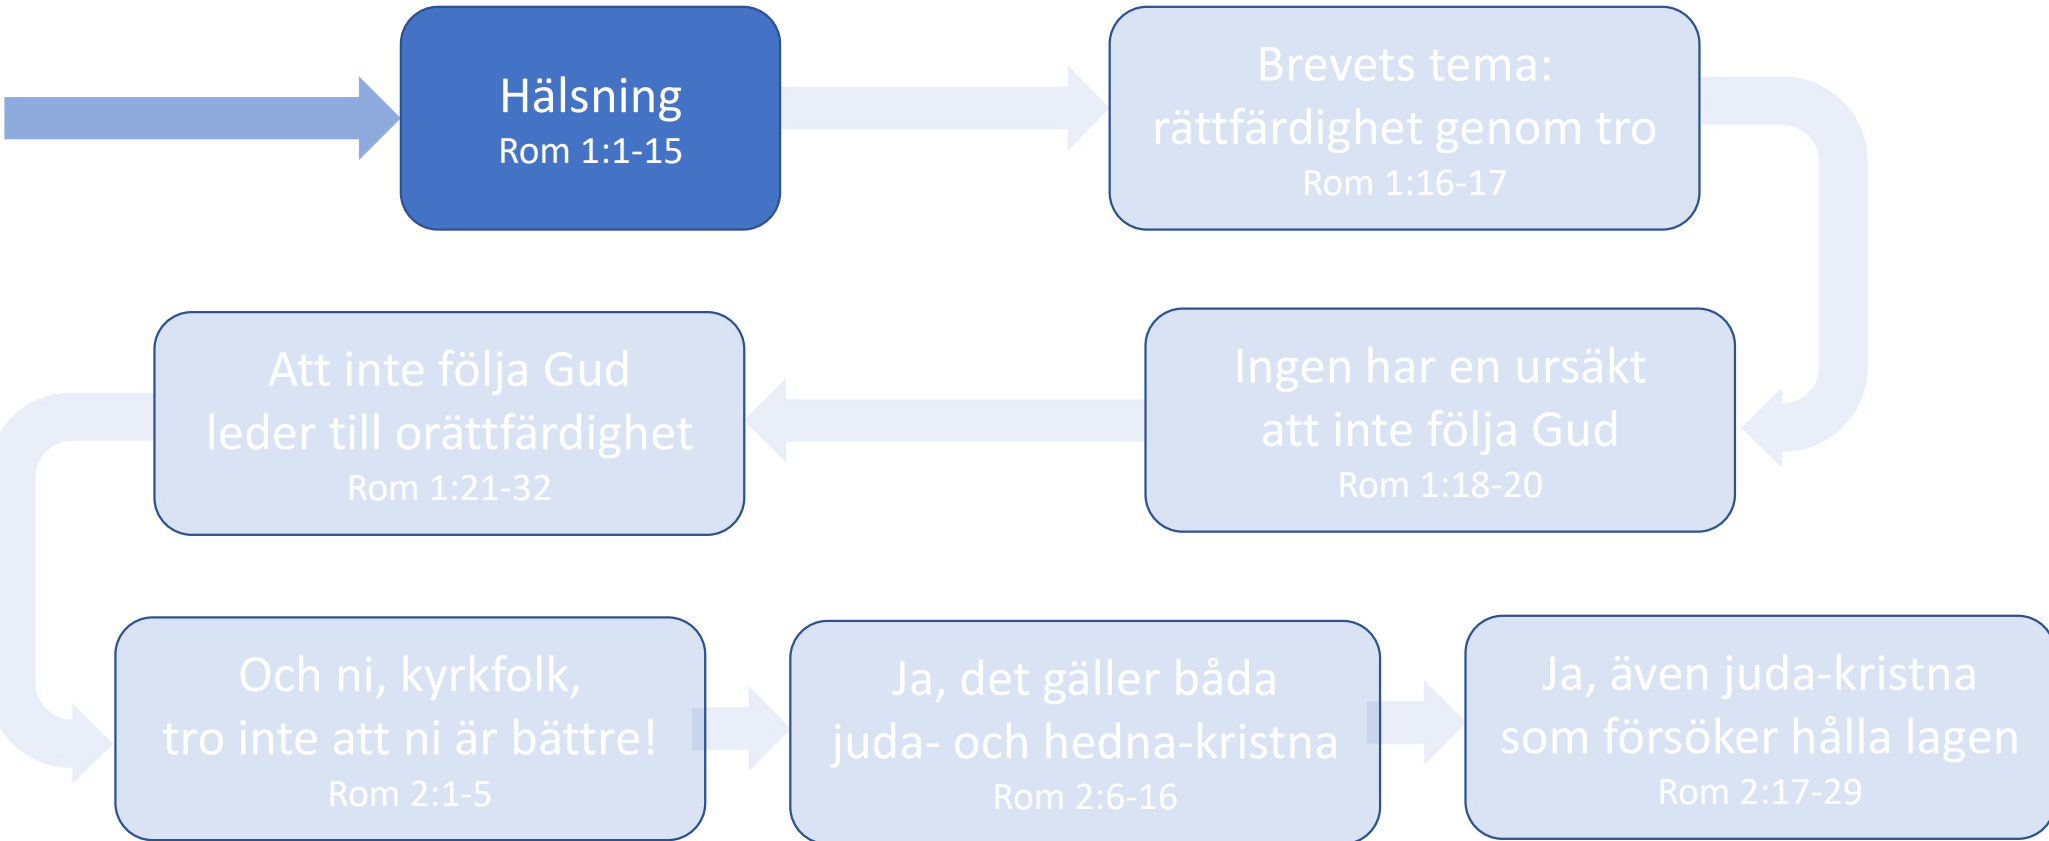 Hälsning
Rom 1:1-15
Brevets tema:
rättfärdighet genom tro
Rom 1:16-17
Ingen har en ursäkt
att inte följa Gud
Rom 1:18-20
Att inte följa Gud
leder till orättfärdighet
Rom 1:21-32
Och ni, kyrkfolk,
tro inte att ni är bättre!
Rom 2:1-5
Ja, det gäller båda
juda- och hedna-kristna
Rom 2:6-16
Ja, även juda-kristna
som försöker hålla lagen
Rom 2:17-29